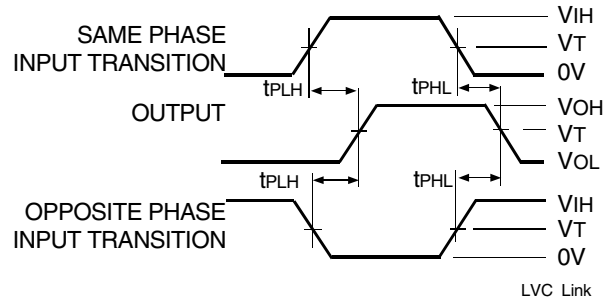 SAME PHASE
INPUT TRANSITION
VIH
VT
0V
tPLH
tPHL
OUTPUT
VOH
VT
VOL
tPLH
tPHL
OPPOSITE PHASE
INPUT TRANSITION
VIH
VT
0V
LVC Link